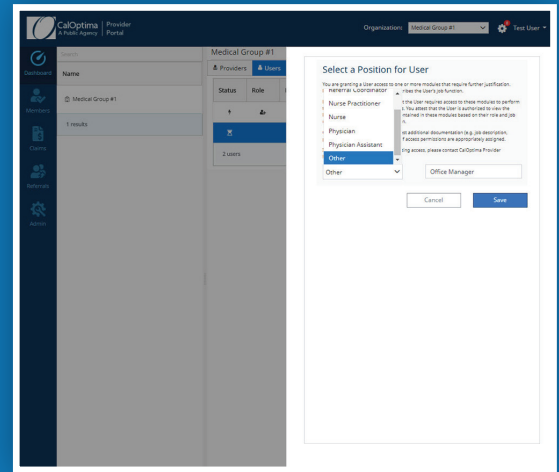 CalOptima
A Public Agency
Provider
Portal
Organization:
Medical Group #1
Test User
Dashboard
Members
Claims
Referrals
Admin
Search
Name
Medical Group #1
1 results
Medical Group #1
Providers
Users
Status
Role
2 users
Select a Position for User
You are granting a User access to one or more modules that require further justification.
ribes the User's job function.
t the User requires access to these modules to perform
s. You attest that the User is authorized to view the
ntained in these modules based on their role and job
n.
est additional documentation (e.g. job description,
if access permissions are appropriately assigned.
ting access, please contact CalOptima Provider
Referral Coordinator
Nurse Practitioner
Nurse
Physician
Physician Assistant
Other
Other
Office Manager
Cancel
Save